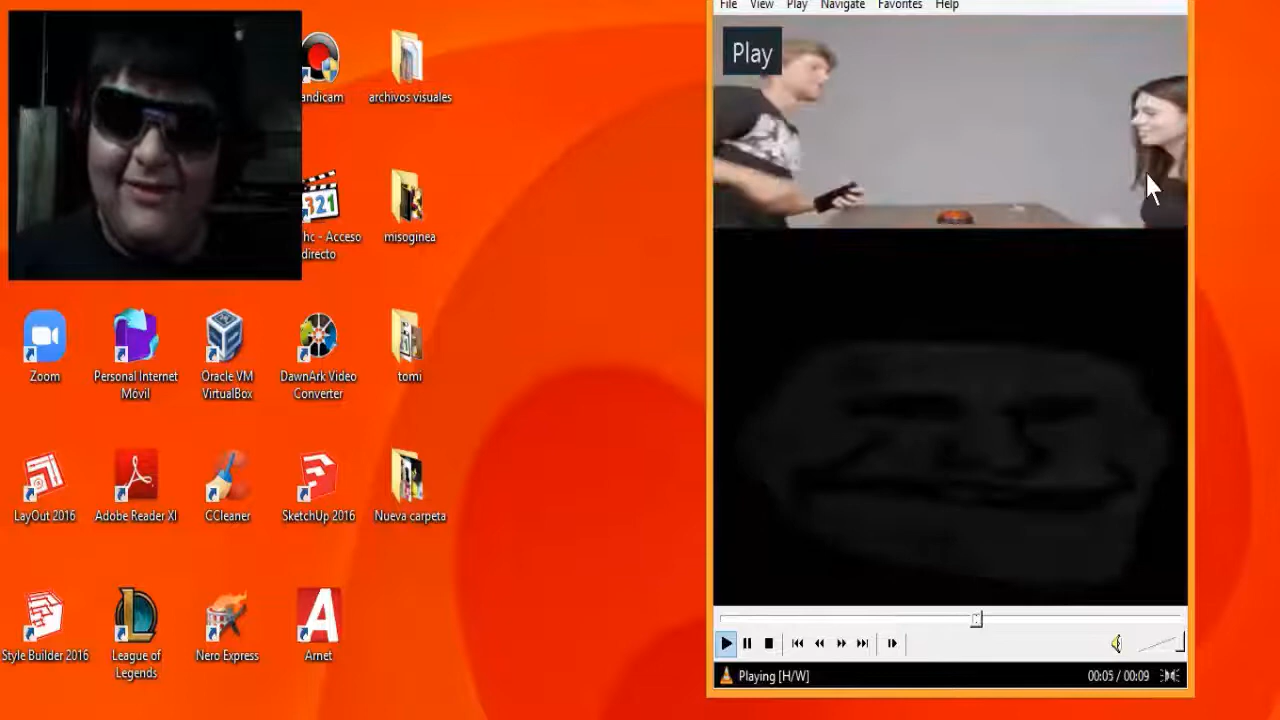 File View Play Navigate Favorites Help
Play
andicam
archivos visuales
321
hc - Acceso
directo
misoginea
Zoom
Personal Internet
Móvil
Oracle VM
VirtualBox
DawnArk Video
Converter
tomi
LayOut 2016
Adobe Reader XI
CCleaner
SketchUp 2016
Nueva carpeta
Style Builder 2016
League of
Legends
Nero Express
A
Arnet
Playing [H/W]
00:05 / 00:09